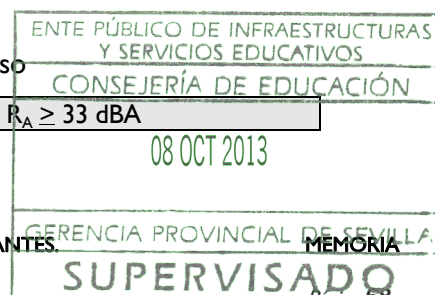 ENTE PÚBLICO DE INFRAESTRUCTURAS
Y SERVICIOS EDUCATIVOS
SO
CONSEJERÍA DE EDUCACIÓN
R_A ≥ 33 dBA
08 OCT 2013
GERENCIA PROVINCIAL DE SEVILLA
ANTES. MEMORIA
SUPERVISADO